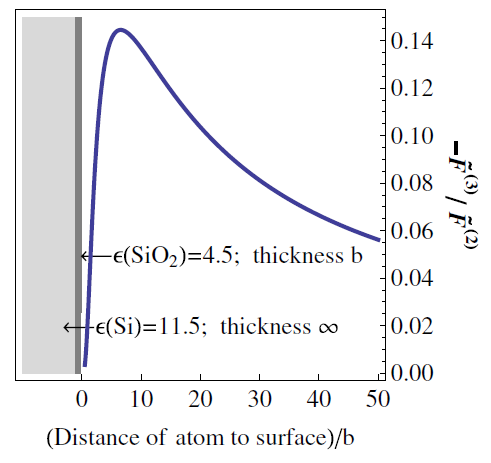 0.14
0.12
0.10
0.08
0.06
0.04
0.02
0.00
−F̃⁽³⁾ / F̃⁽²⁾
←ϵ(SiO₂)=4.5; thickness b
←ϵ(Si)=11.5; thickness ∞
0 10 20 30 40 50
(Distance of atom to surface)/b